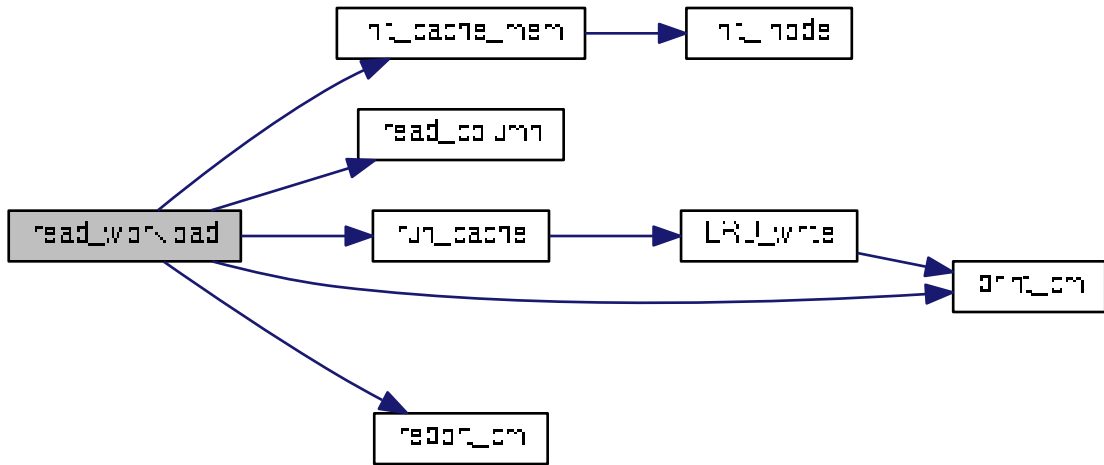 init_cache_mem
init_node
read_column
read_workload
run_cache
LRU_write
print_cm
report_cm